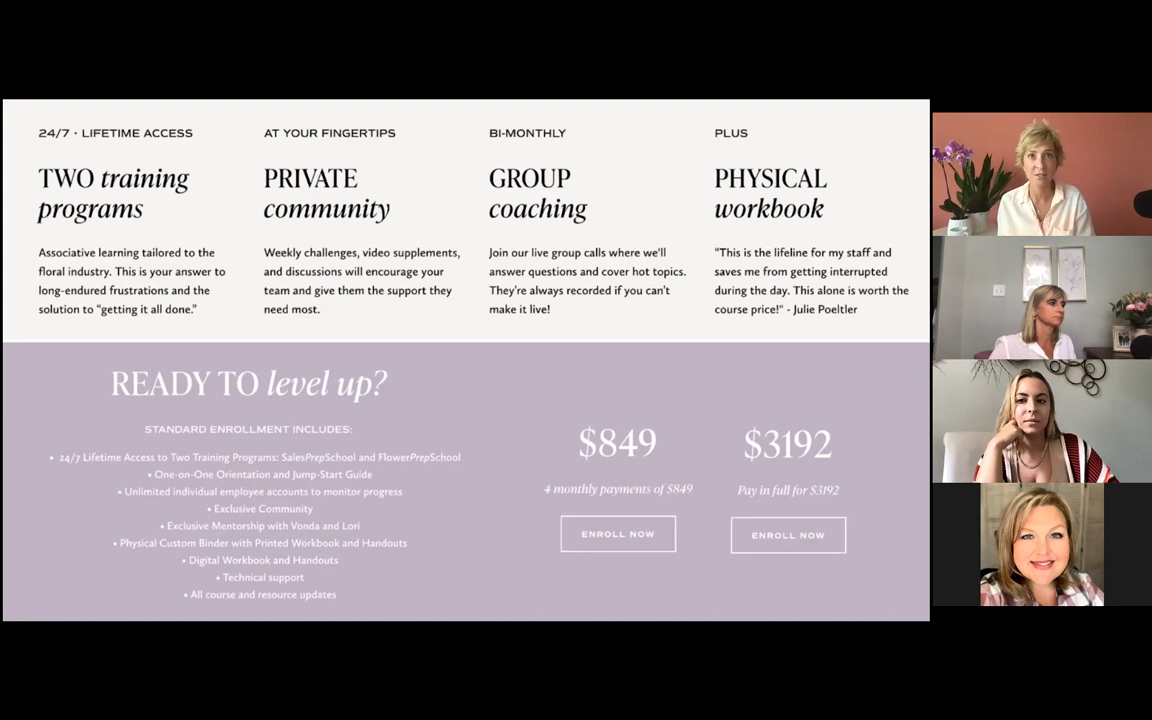 24/7 · LIFETIME ACCESS
TWO training
programs
Associative learning tailored to the
floral industry. This is your answer to
long-endured frustrations and the
solution to “getting it all done.”
AT YOUR FINGERTIPS
PRIVATE
community
Weekly challenges, video supplements,
and discussions will encourage your
team and give them the support they
need most.
BI-MONTHLY
GROUP
coaching
Join our live group calls where we'll
answer questions and cover hot topics.
They're always recorded if you can't
make it live!
PLUS
PHYSICAL
workbook
“This is the lifeline for my staff and
saves me from getting interrupted
during the day. This alone is worth the
course price!" - Julie Poeltler
READY TO level up?
STANDARD ENROLLMENT INCLUDES:
• 24/7 Lifetime Access to Two Training Programs: SalesPrepSchool and FlowerPrepSchool
• One-on-One Orientation and Jump-Start Guide
• Unlimited individual employee accounts to monitor progress
• Exclusive Community
• Exclusive Mentorship with Vonda and Lori
• Physical Custom Binder with Printed Workbook and Handouts
• Digital Workbook and Handouts
• Technical support
• All course and resource updates
$849
4 monthly payments of $849
ENROLL NOW
$3192
Pay in full for $3192
ENROLL NOW